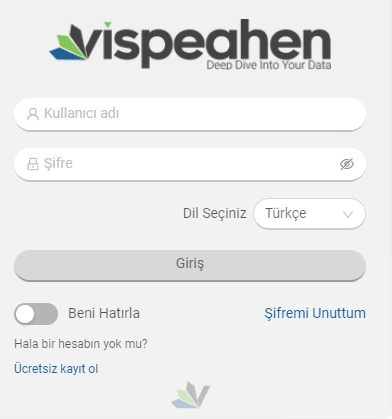 vispeahen
Deep Dive Into Your Data
Kullanıcı adı
Şifre
Dil Seçiniz Türkçe
Giriş
Beni Hatırla Şifremi Unuttum
Hala bir hesabın yok mu?
Ücretsiz kayıt ol